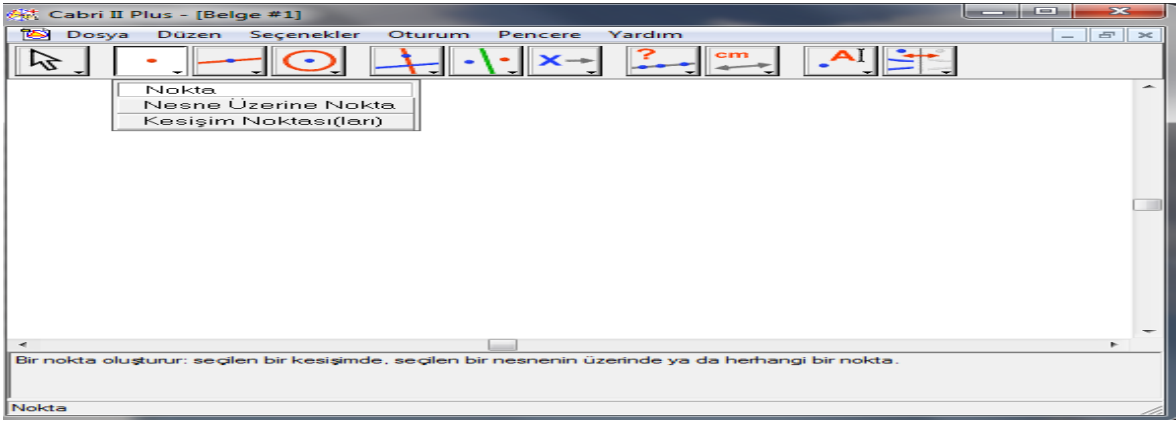 Cabri II Plus - [Belge #1]
Dosya Düzen Seçenekler Oturum Pencere Yardım
? cm A
Nokta
Nesne Üzerine Nokta
Kesişim Noktası(ları)
Bir nokta oluşturur: seçilen bir kesişimde, seçilen bir nesnenin üzerinde ya da herhangi bir nokta.
Nokta